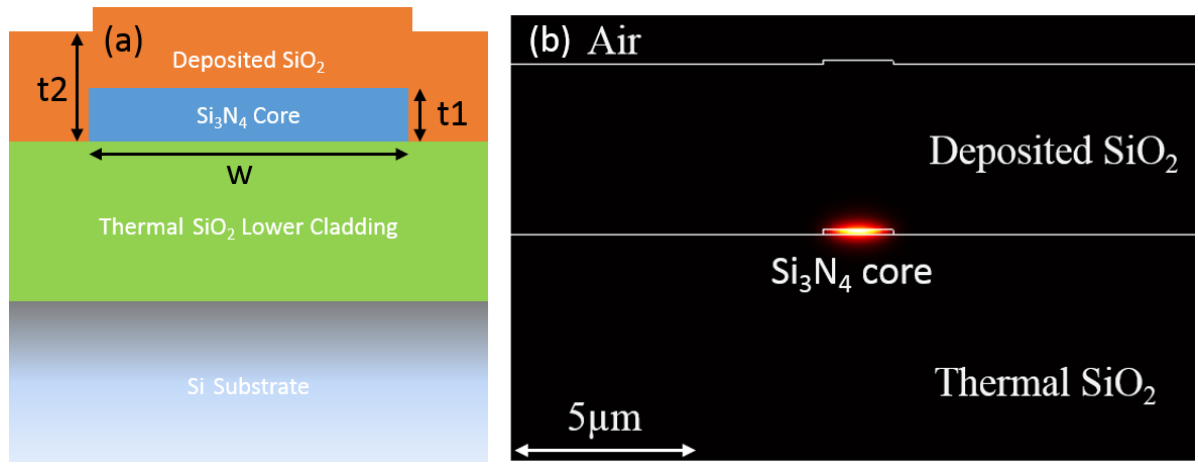 (a)
Deposited SiO₂
t2
Si₃N₄ Core
t1
w
Thermal SiO₂ Lower Cladding
Si Substrate
(b) Air
Deposited SiO₂
Si₃N₄ core
Thermal SiO₂
5µm